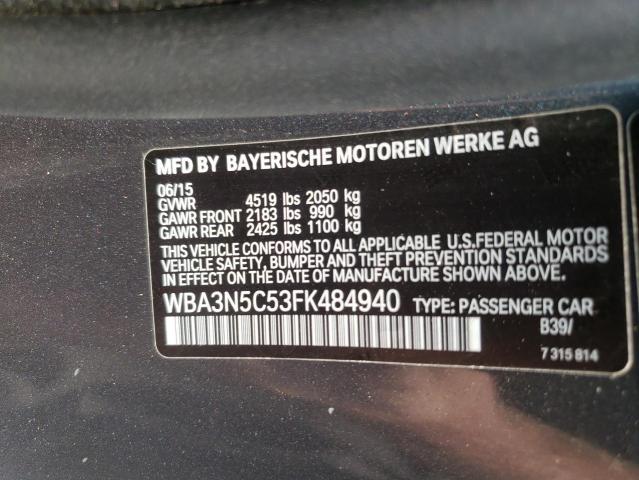 MFD BY BAYERISCHE MOTOREN WERKE AG
06/15
GVWR 4519 lbs 2050 kg
GAWR FRONT 2183 lbs 990 kg
GAWR REAR 2425 lbs 1100 kg
THIS VEHICLE CONFORMS TO ALL APPLICABLE U.S.FEDERAL MOTOR
VEHICLE SAFETY, BUMPER AND THEFT PREVENTION STANDARDS
IN EFFECT ON THE DATE OF MANUFACTURE SHOWN ABOVE.
WBA3N5C53FK484940 TYPE: PASSENGER CAR
B39/
7 315 814